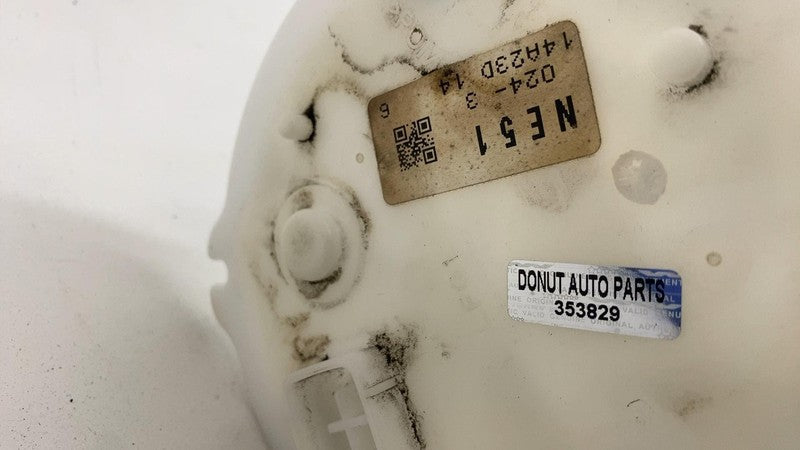 NE51
024- 3 6
14A23D 14
DONUT AUTO PARTS
353829